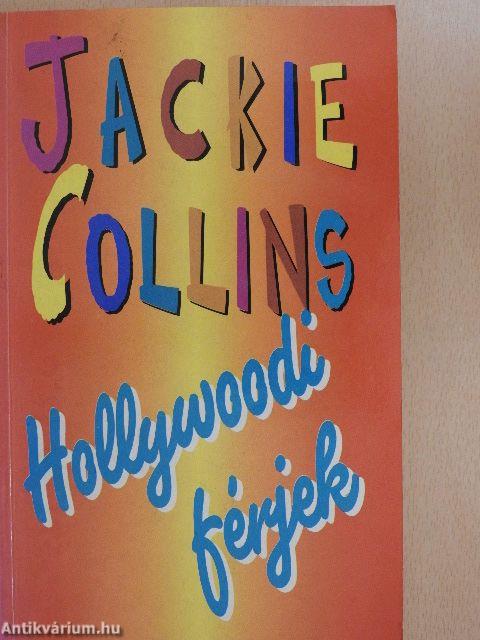 JACKIE
COLLINS
Hollywoodi
férjek
Antikvárium.hu